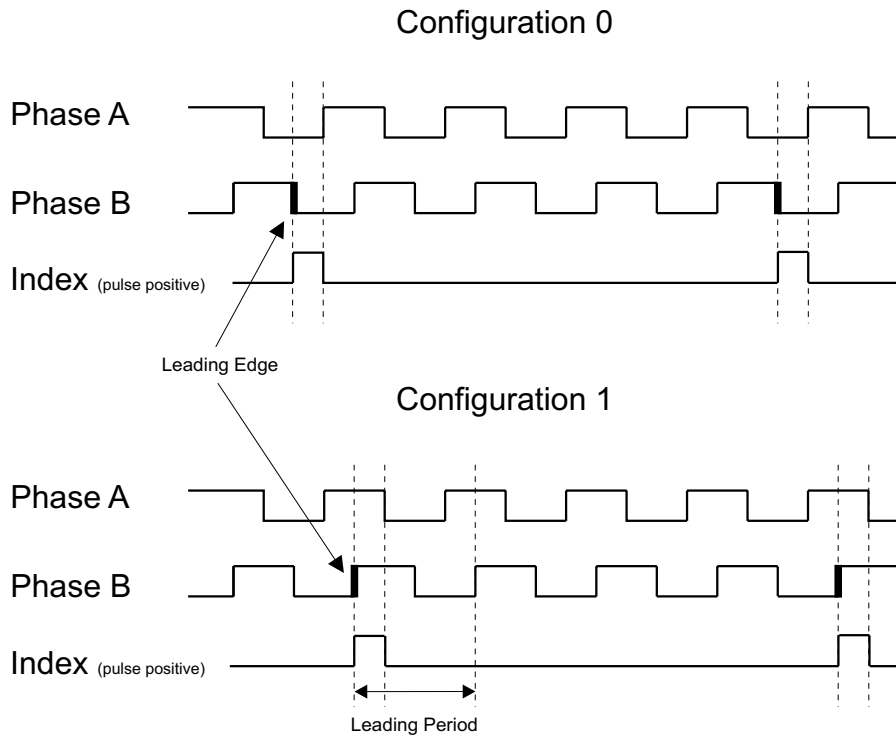 Configuration 0
Phase A
Phase B
Index (pulse positive)
Leading Edge
Configuration 1
Phase A
Phase B
Index (pulse positive)
Leading Period